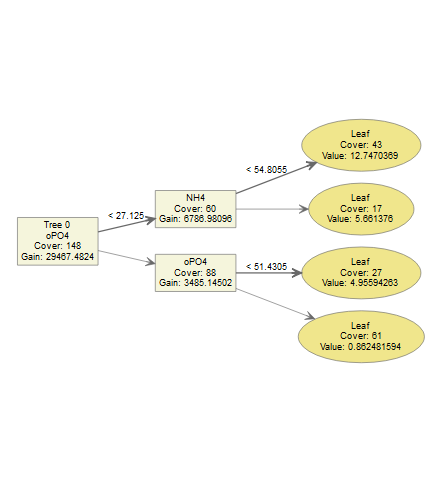 Tree 0
oPO4
Cover: 148
Gain: 29467.4824
< 27.125
NH4
Cover: 60
Gain: 6786.98096
oPO4
Cover: 88
Gain: 3485.14502
< 54.8055
Leaf
Cover: 43
Value: 12.7470369
Leaf
Cover: 17
Value: 5.661376
< 51.4305
Leaf
Cover: 27
Value: 4.95594263
Leaf
Cover: 61
Value: 0.862481594